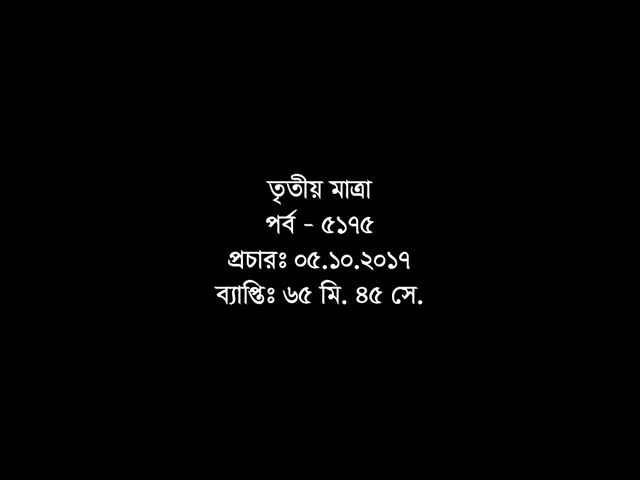 তৃতীয় মাত্রা
পর্ব - ৫১৭৫
প্রচারঃ ০৫.১০.২০১৭
ব্যাপ্তিঃ ৬৫ মি. ৪৫ সে.